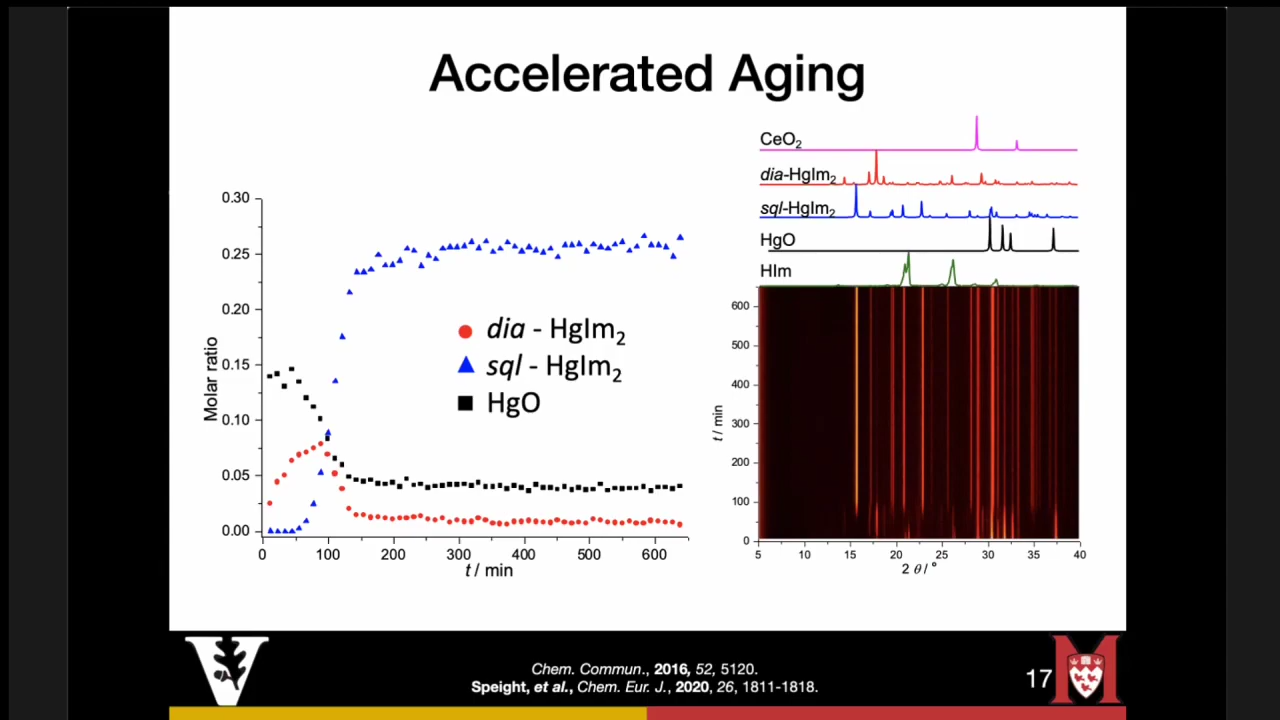 Accelerated Aging
0.30
0.25
0.20
0.15
0.10
0.05
0.00
Molar ratio
0 100 200 300 400 500 600
t / min
dia - HgIm₂
sql - HgIm₂
HgO
CeO₂
dia-HgIm₂
sql-HgIm₂
HgO
HIm
600
500
400
300
200
100
0
t / min
5 10 15 20 25 30 35 40
2 θ / °
Chem. Commun., 2016, 52, 5120.
Speight, et al., Chem. Eur. J., 2020, 26, 1811-1818.
17